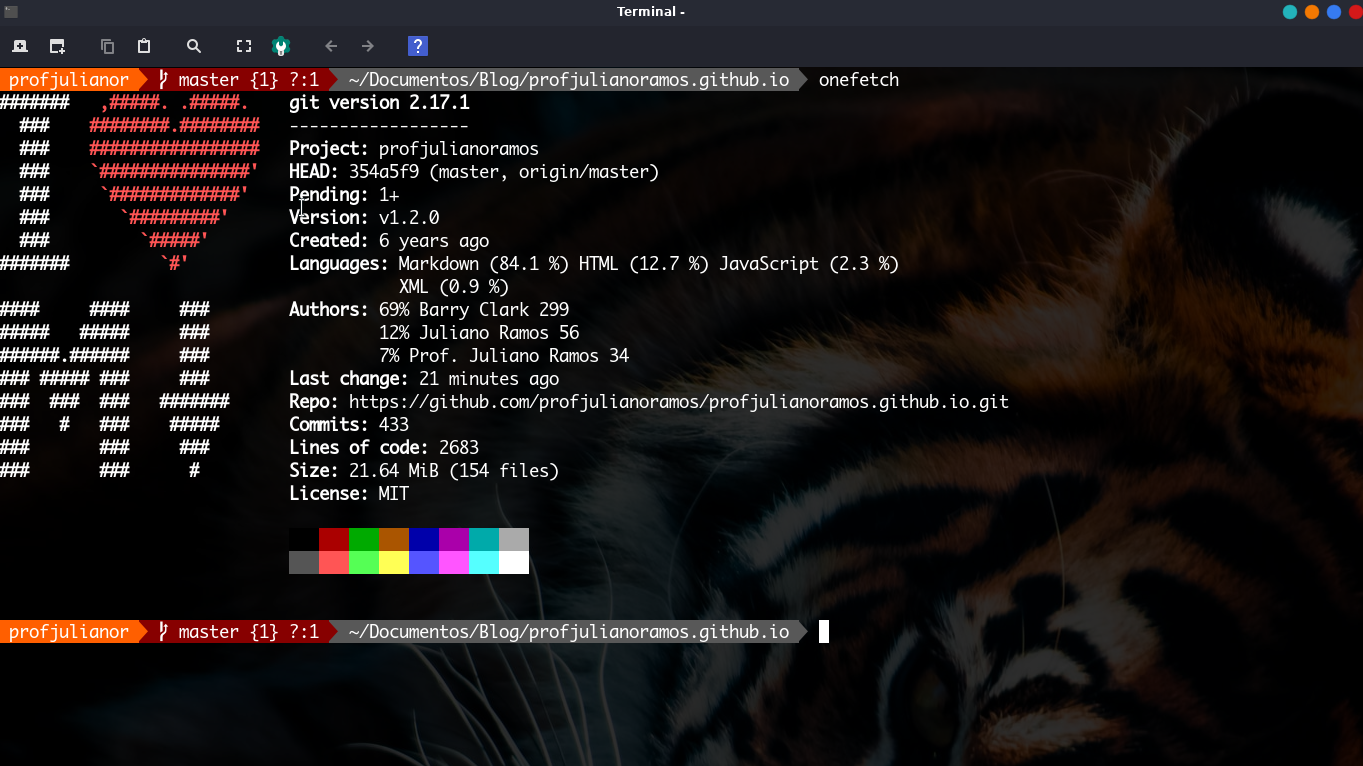 Terminal -
?
profjulianor master {1} ?:1 ~/Documentos/Blog/profjulianoramos.github.io onefetch
#######   ,#####. .#####.    git version 2.17.1
  ###    ########.########   ------------------
  ###    #################   Project: profjulianoramos
  ###    `###############'   HEAD: 354a5f9 (master, origin/master)
  ###     `#############'    Pending: 1+
  ###       `#########'      Version: v1.2.0
  ###         `#####'        Created: 6 years ago
#######         `#'          Languages: Markdown (84.1 %) HTML (12.7 %) JavaScript (2.3 %)
                                        XML (0.9 %)
####     ####     ###        Authors: 69% Barry Clark 299
#####   #####     ###                 12% Juliano Ramos 56
######.######     ###                 7% Prof. Juliano Ramos 34
### ##### ###     ###        Last change: 21 minutes ago
###  ###  ###   #######      Repo: https://github.com/profjulianoramos/profjulianoramos.github.io.git
###   #   ###    #####       Commits: 433
###       ###     ###        Lines of code: 2683
###       ###      #         Size: 21.64 MiB (154 files)
                             License: MIT
profjulianor master {1} ?:1 ~/Documentos/Blog/profjulianoramos.github.io